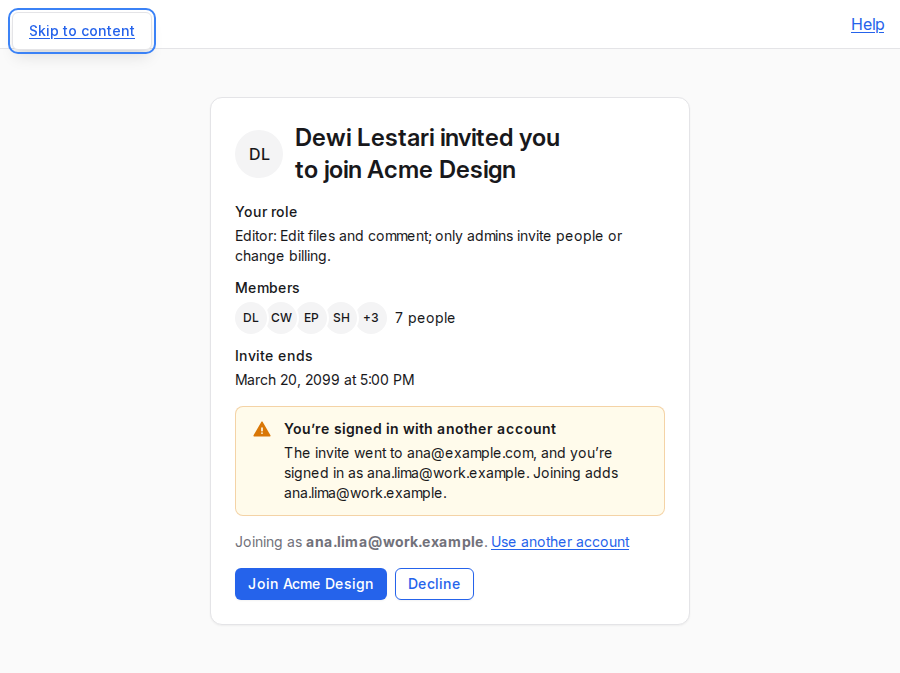 Skip to content
Help
DL
Dewi Lestari invited you
to join Acme Design
Your role
Editor: Edit files and comment; only admins invite people or
change billing.
Members
DL CW EP SH +3 7 people
Invite ends
March 20, 2099 at 5:00 PM
You’re signed in with another account
The invite went to ana@example.com, and you’re
signed in as ana.lima@work.example. Joining adds
ana.lima@work.example.
Joining as ana.lima@work.example. Use another account
Join Acme Design Decline